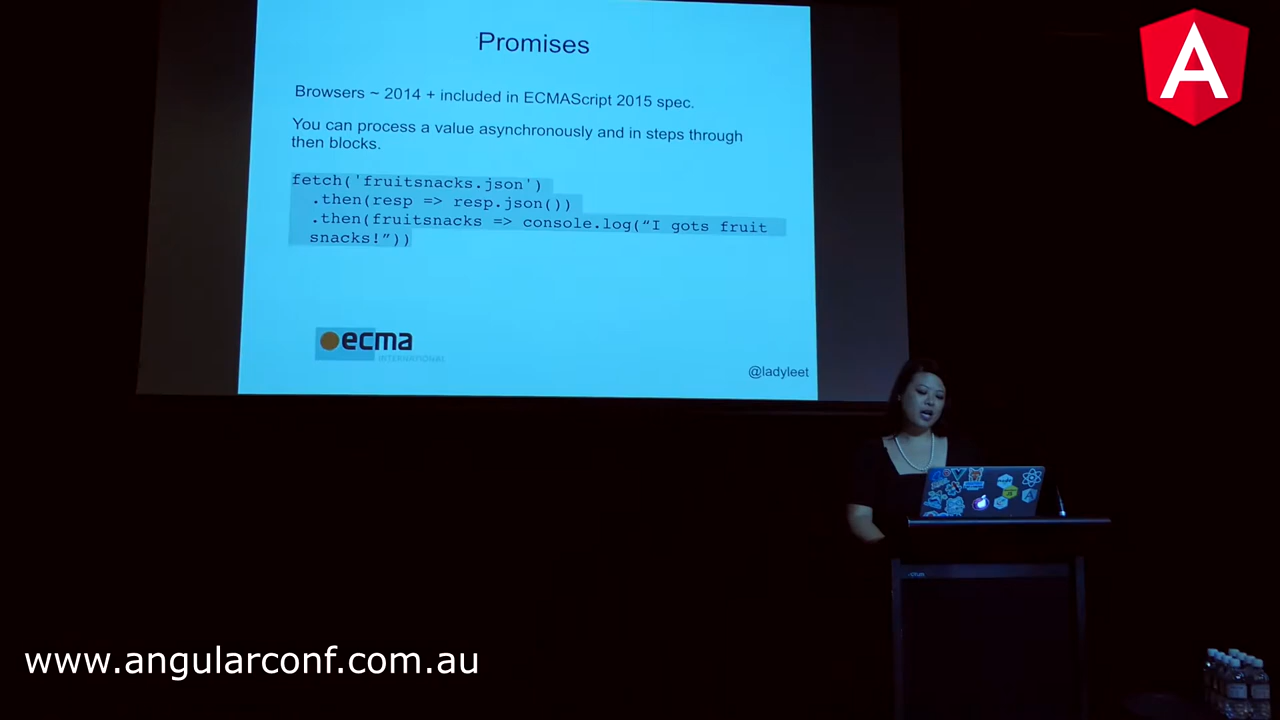 Promises
Browsers ~ 2014 + included in ECMAScript 2015 spec.
You can process a value asynchronously and in steps through
then blocks.
fetch('fruitsnacks.json')
.then(resp => resp.json())
.then(fruitsnacks => console.log(“I gots fruit
snacks!”))
ecma
INTERNATIONAL
@ladyleet
A
www.angularconf.com.au